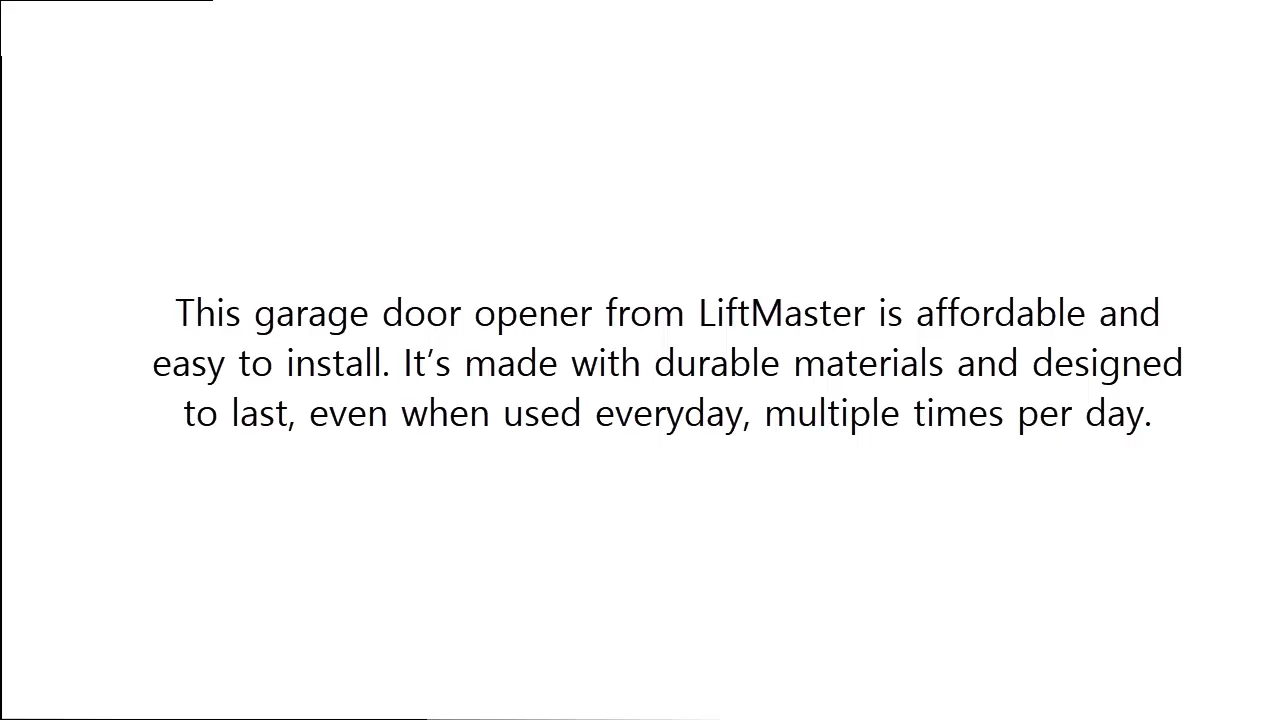 This garage door opener from LiftMaster is affordable and
easy to install. It’s made with durable materials and designed
to last, even when used everyday, multiple times per day.